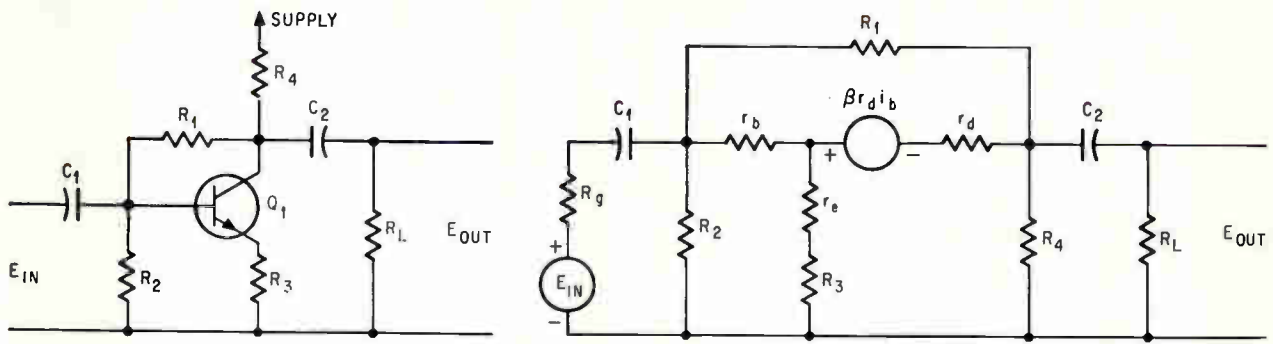 SUPPLY
R4
R1
C2
C1
Q1
RL
EOUT
EIN
R2
R3
R1
βrdib
C1
rb
+
-
rd
C2
Rg
re
R2
R4
RL
EOUT
+
EIN
R3
-